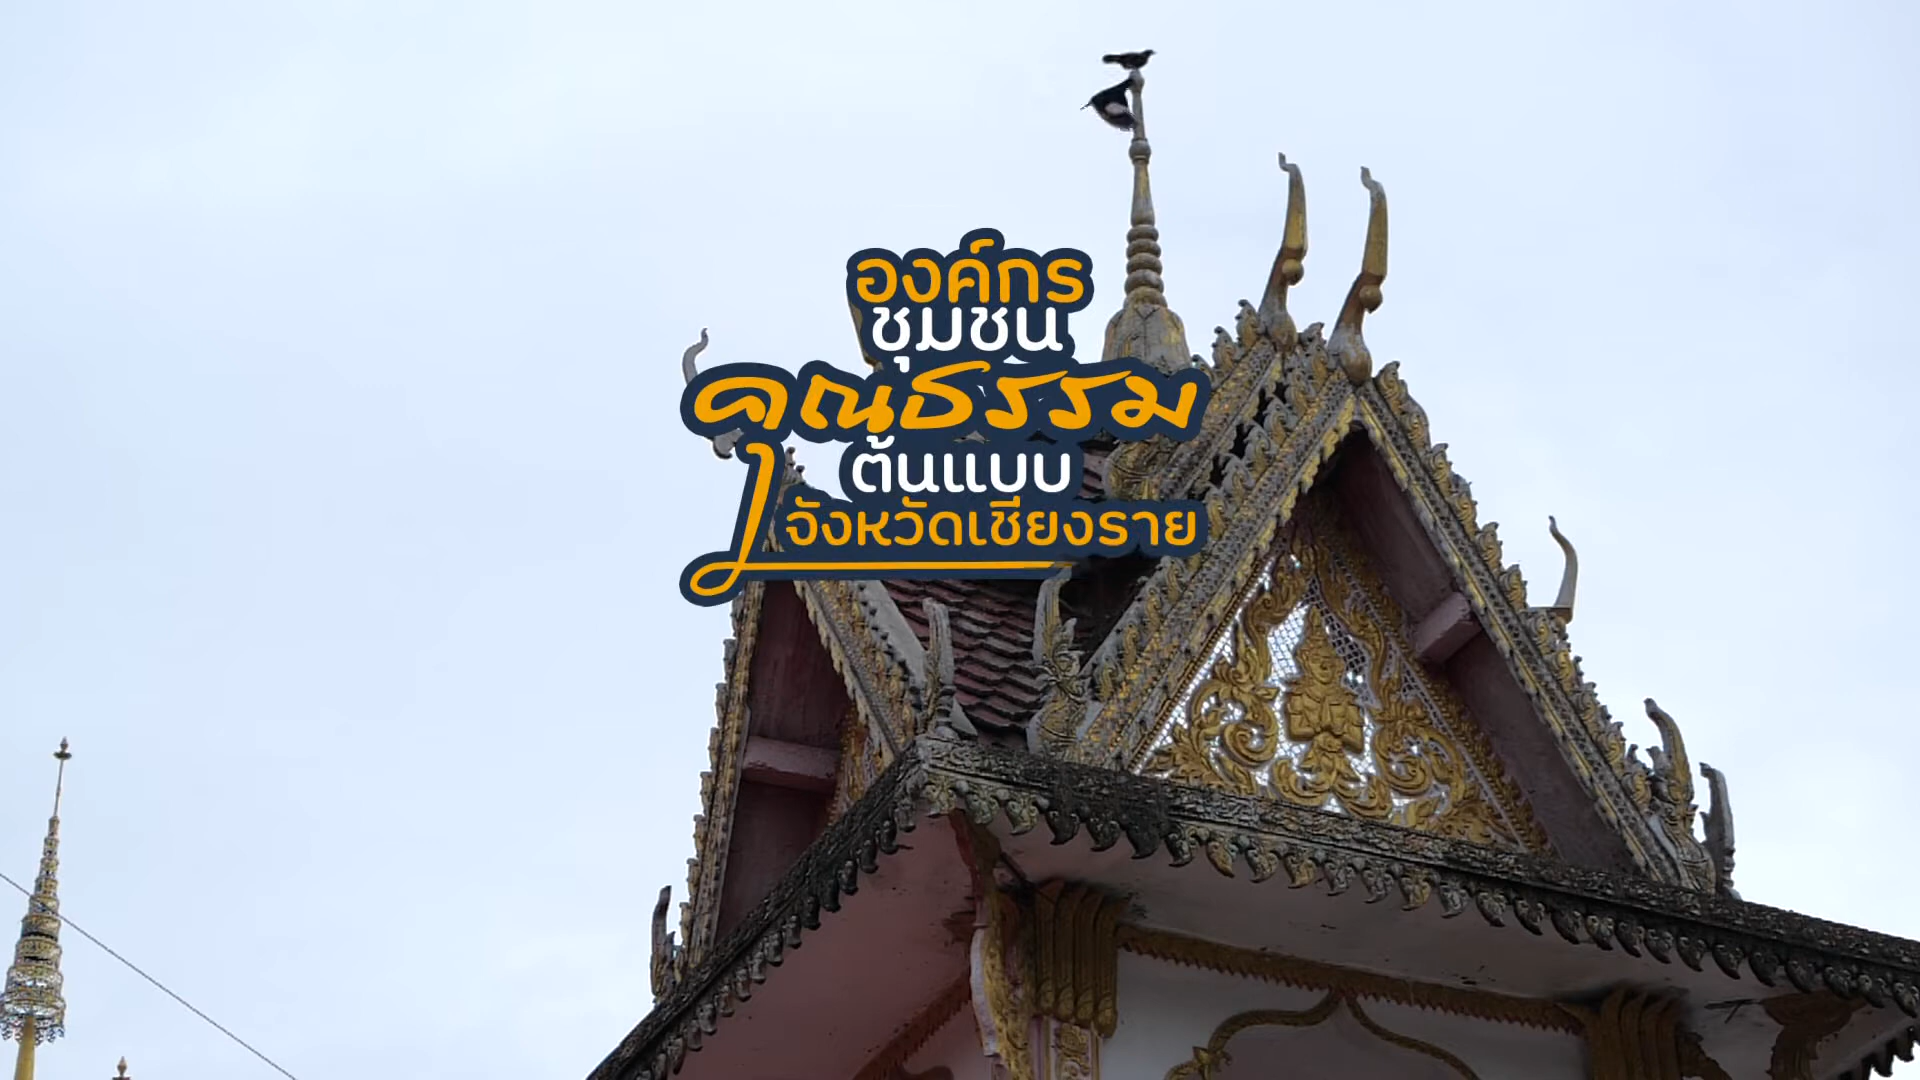 องค์กร
ชุมชน
คุณธรรม
ต้นแบบ
จังหวัดเชียงราย